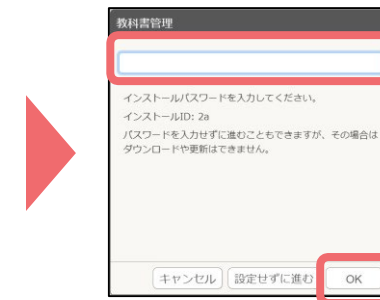 教科書管理
インストールパスワードを入力してください。
インストールID: 2a
パスワードを入力せずに進むこともできますが、その場合は
ダウンロードや更新はできません。
キャンセル
設定せずに進む
OK